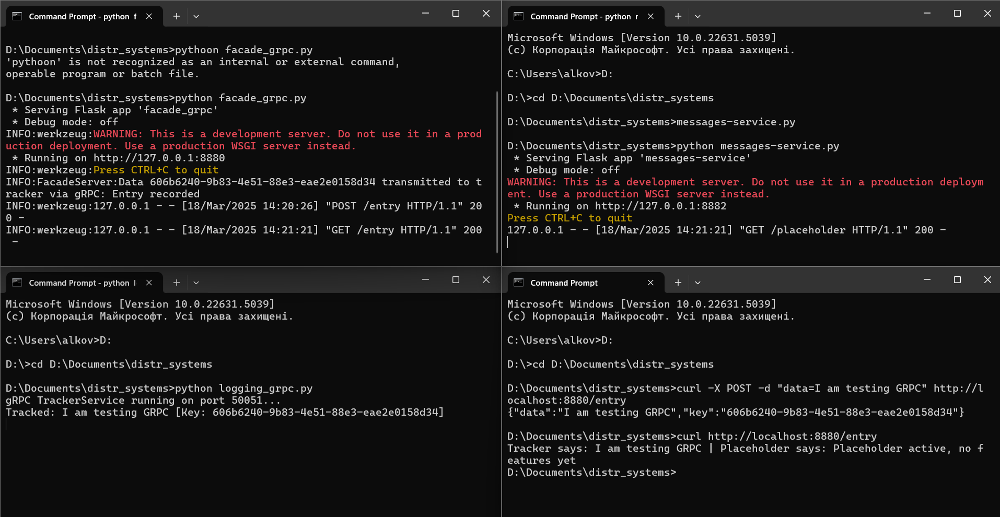 Command Prompt - python f
D:\Documents\distr_systems>pythoon facade_grpc.py
'pythoon' is not recognized as an internal or external command,
operable program or batch file.
D:\Documents\distr_systems>python facade_grpc.py
* Serving Flask app 'facade_grpc'
* Debug mode: off
INFO:werkzeug:WARNING: This is a development server. Do not use it in a prod
uction deployment. Use a production WSGI server instead.
* Running on http://127.0.0.1:8880
INFO:werkzeug:Press CTRL+C to quit
INFO:FacadeServer:Data 606b6240-9b83-4e51-88e3-eae2e0158d34 transmitted to t
racker via gRPC: Entry recorded
INFO:werkzeug:127.0.0.1 - - [18/Mar/2025 14:20:26] "POST /entry HTTP/1.1" 20
0 -
INFO:werkzeug:127.0.0.1 - - [18/Mar/2025 14:21:21] "GET /entry HTTP/1.1" 200
-
Command Prompt - python r
Microsoft Windows [Version 10.0.22631.5039]
(c) Корпорація Майкрософт. Усі права захищені.
C:\Users\alkov>D:
D:\>cd D:\Documents\distr_systems
D:\Documents\distr_systems>messages-service.py
D:\Documents\distr_systems>python messages-service.py
* Serving Flask app 'messages-service'
* Debug mode: off
WARNING: This is a development server. Do not use it in a production deploym
ent. Use a production WSGI server instead.
* Running on http://127.0.0.1:8882
Press CTRL+C to quit
127.0.0.1 - - [18/Mar/2025 14:21:21] "GET /placeholder HTTP/1.1" 200 -
Command Prompt - python l
Microsoft Windows [Version 10.0.22631.5039]
(c) Корпорація Майкрософт. Усі права захищені.
C:\Users\alkov>D:
D:\>cd D:\Documents\distr_systems
D:\Documents\distr_systems>python logging_grpc.py
gRPC TrackerService running on port 50051...
Tracked: I am testing GRPC [Key: 606b6240-9b83-4e51-88e3-eae2e0158d34]
Command Prompt
Microsoft Windows [Version 10.0.22631.5039]
(c) Корпорація Майкрософт. Усі права захищені.
C:\Users\alkov>D:
D:\>cd D:\Documents\distr_systems
D:\Documents\distr_systems>curl -X POST -d "data=I am testing GRPC" http://l
ocalhost:8880/entry
{"data":"I am testing GRPC","key":"606b6240-9b83-4e51-88e3-eae2e0158d34"}
D:\Documents\distr_systems>curl http://localhost:8880/entry
Tracker says: I am testing GRPC | Placeholder says: Placeholder active, no f
eatures yet
D:\Documents\distr_systems>